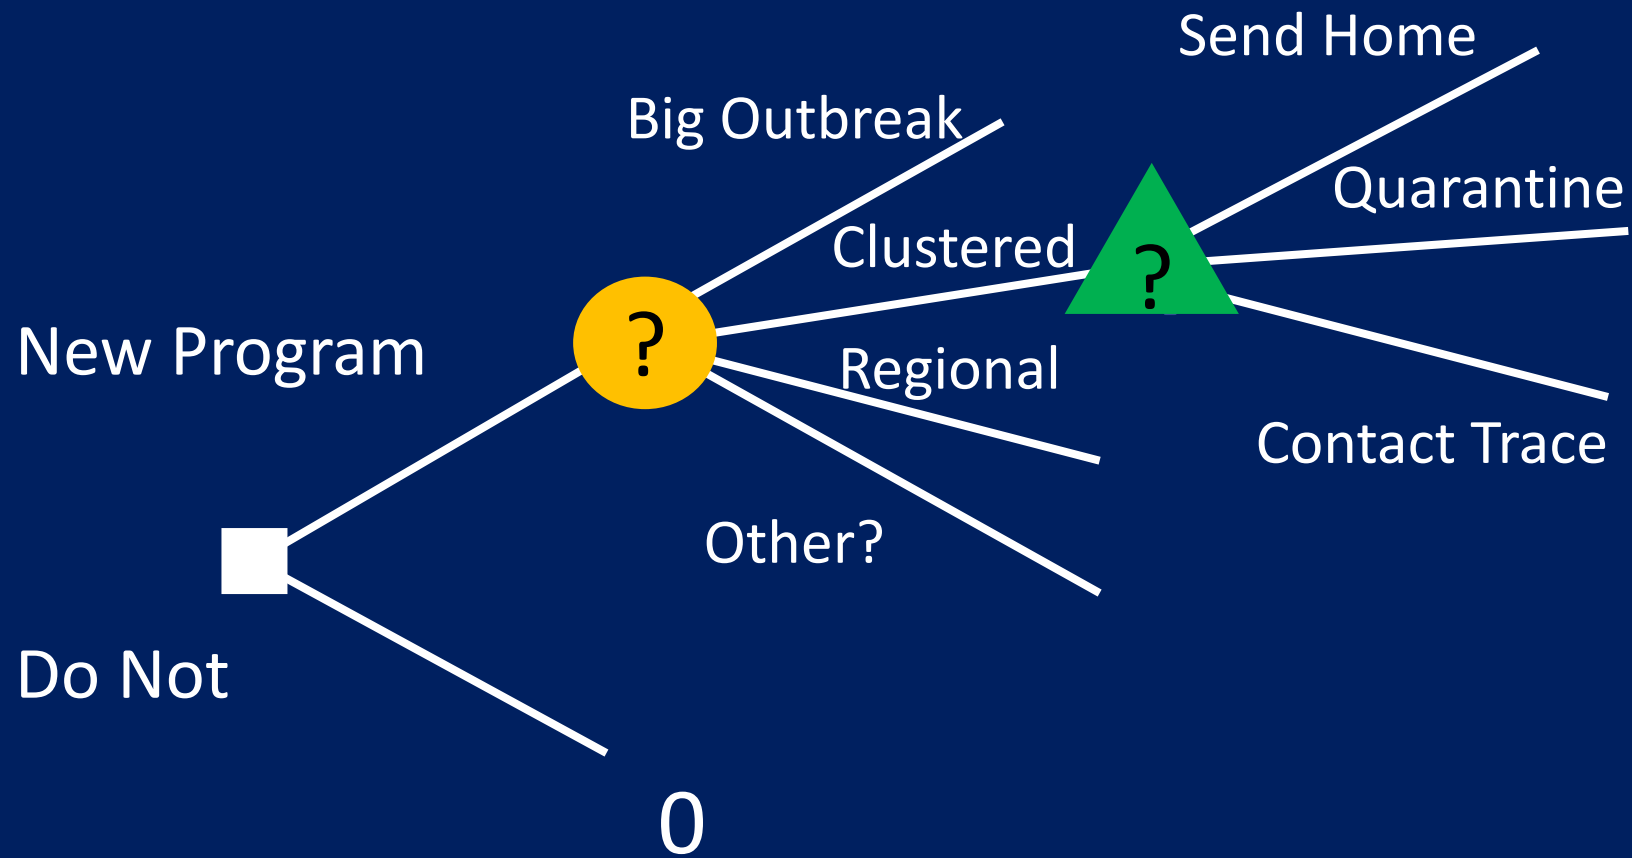 Send Home
Big Outbreak
Quarantine
Clustered
?
?
New Program
Regional
Contact Trace
Other?
Do Not
0